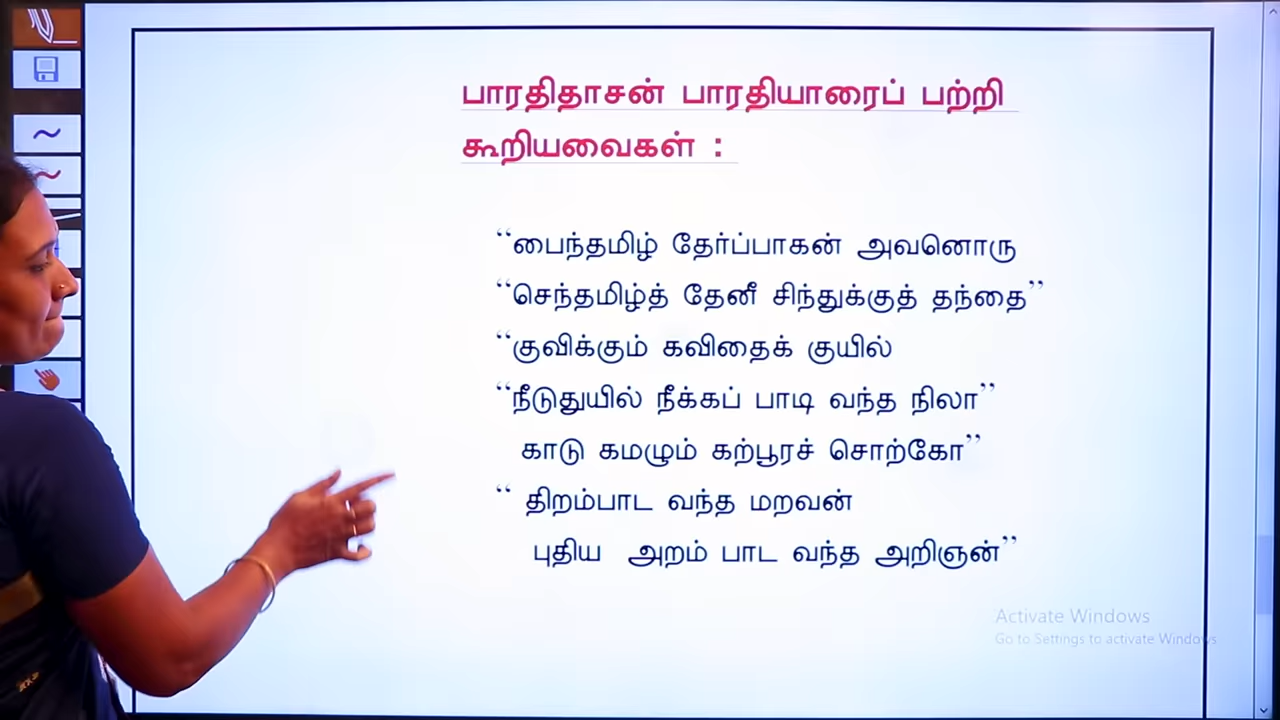 பாரதிதாசன் பாரதியாரைப் பற்றி
கூறியவைகள் :
“பைந்தமிழ் தேர்ப்பாகன் அவனொரு
“செந்தமிழ்த் தேனீ சிந்துக்குத் தந்தை”
“குவிக்கும் கவிதைக் குயில்
“நீடுதுயில் நீக்கப் பாடி வந்த நிலா”
காடு கமழும் கற்பூரச் சொற்கோ”
“ திறம்பாட வந்த மறவன்
புதிய அறம் பாட வந்த அறிஞன்”
Activate Windows
Go to Settings to activate Windows